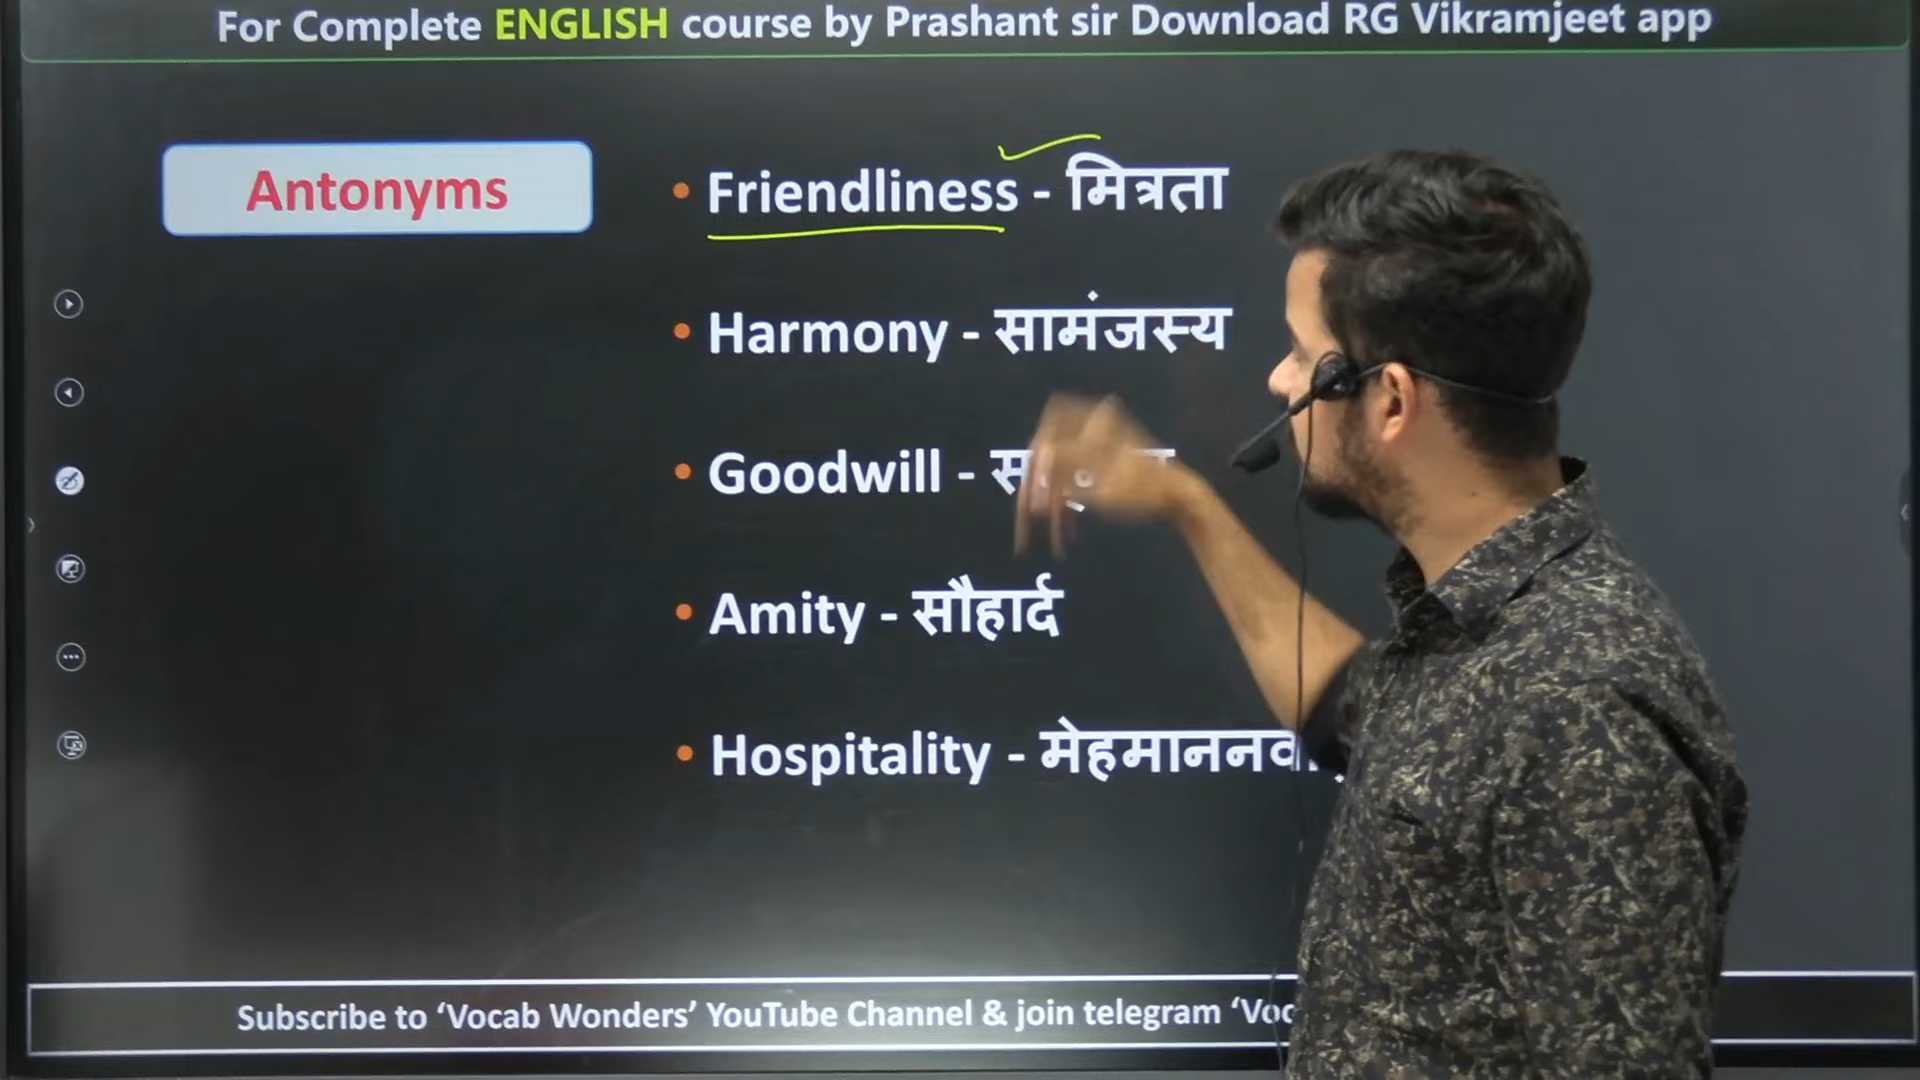 For Complete ENGLISH course by Prashant sir Download RG Vikramjeet app
Antonyms
• Friendliness - मित्रता
• Harmony - सामंजस्य
• Goodwill -
• Amity - सौहार्द
• Hospitality -
Subscribe to ‘Vocab Wonders’ YouTube Channel & join telegram